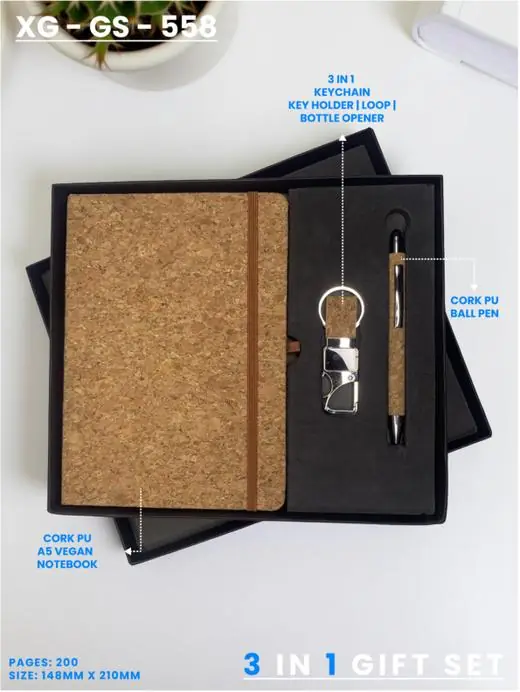 XG - GS - 558
3 IN 1
KEYCHAIN
KEY HOLDER | LOOP |
BOTTLE OPENER
CORK PU
BALL PEN
CORK PU
A5 VEGAN
NOTEBOOK
PAGES: 200
SIZE: 148MM X 210MM
3 IN 1 GIFT SET